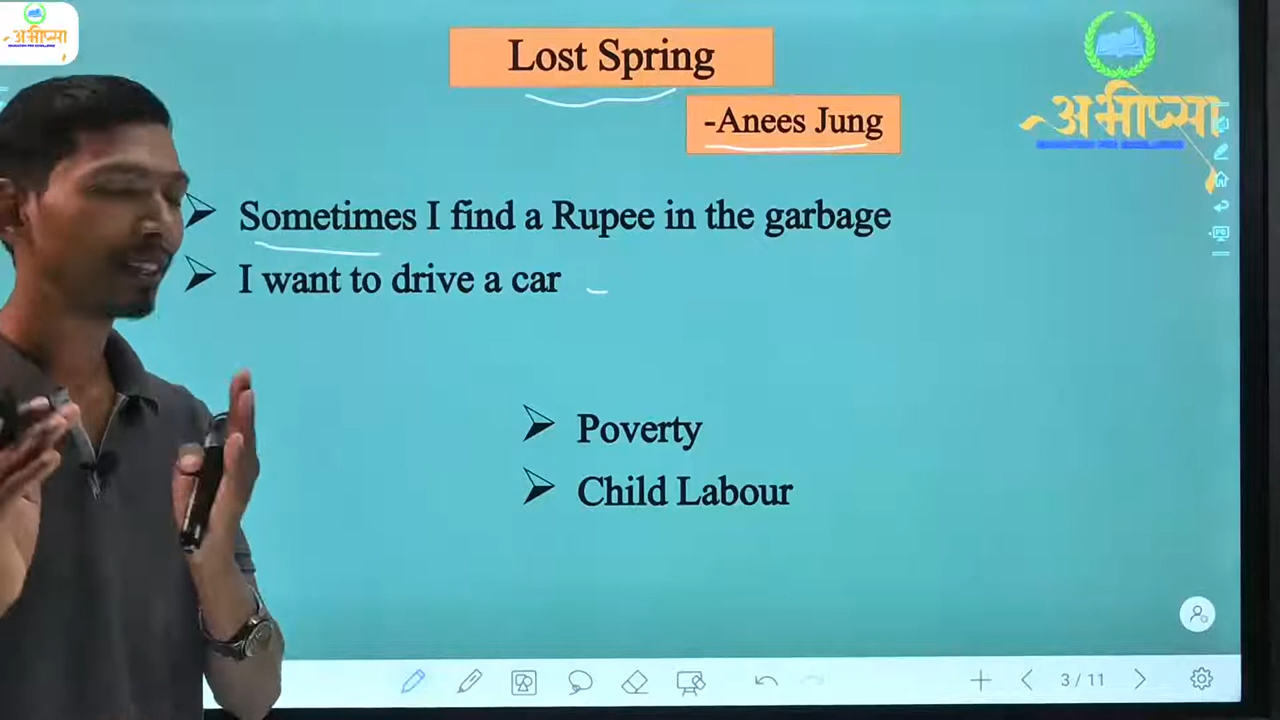 अभीप्सा
Lost Spring
-Anees Jung
अभीप्सा
Sometimes I find a Rupee in the garbage
I want to drive a car
Poverty
Child Labour
3 / 11